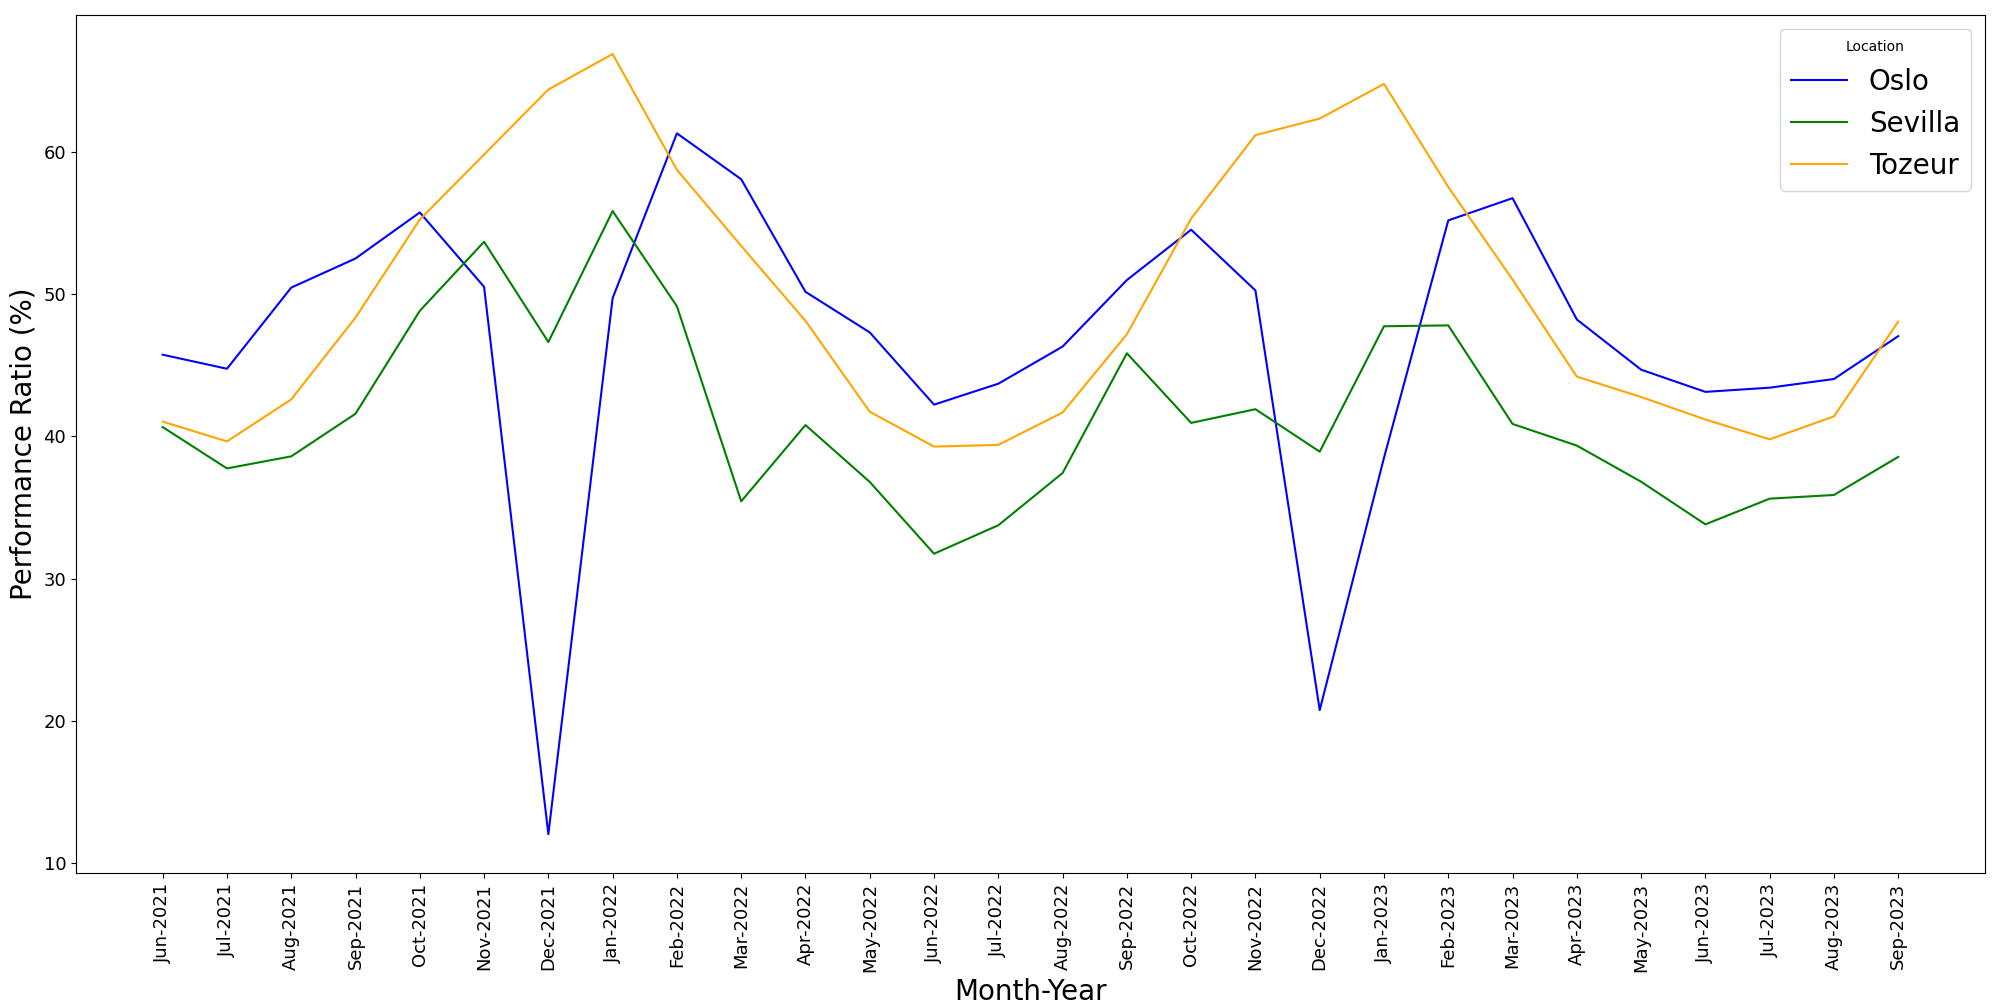 Location
Oslo
Sevilla
Tozeur
Performance Ratio (%)
60
50
40
30
20
10
Jun-2021
Jul-2021
Aug-2021
Sep-2021
Oct-2021
Nov-2021
Dec-2021
Jan-2022
Feb-2022
Mar-2022
Apr-2022
May-2022
Jun-2022
Jul-2022
Aug-2022
Sep-2022
Oct-2022
Nov-2022
Dec-2022
Jan-2023
Feb-2023
Mar-2023
Apr-2023
May-2023
Jun-2023
Jul-2023
Aug-2023
Sep-2023
Month-Year